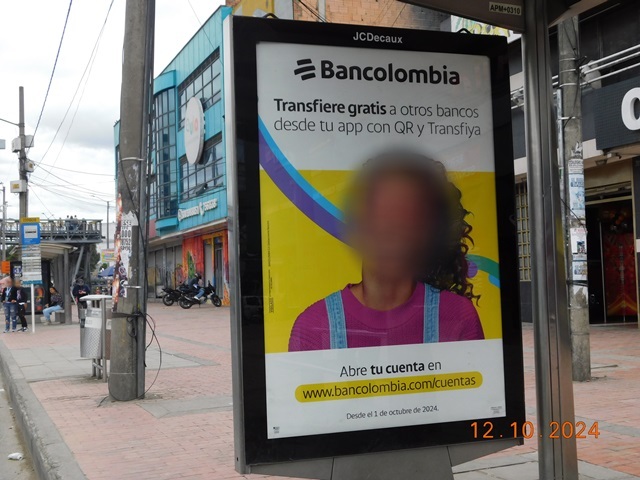 APM+0310
JCDecaux
Bancolombia
Transfiere gratis a otros bancos
desde tu app con QR y Transfiya
Abre tu cuenta en
www.bancolombia.com/cuentas
Desde el 1 de octubre de 2024.
12.10.2024